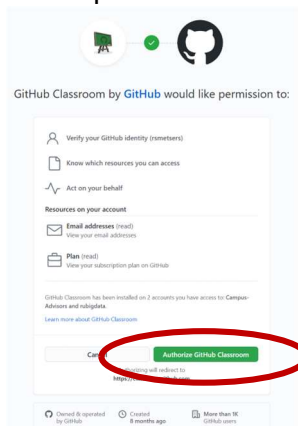 GitHub Classroom by GitHub would like permission to:
Verify your GitHub identity (rsmetsers)
Know which resources you can access
Act on your behalf
Resources on your account
Email addresses (read)
View your email addresses
Plan (read)
View your subscription plan on GitHub
GitHub Classroom has been installed on 2 accounts you have access to: Campus-
Advisors and rubigdata.
Learn more about GitHub Classroom
Authorize GitHub Classroom
will redirect to
Owned & operated
by GitHub
Created
8 months ago
More than 1K
GitHub users